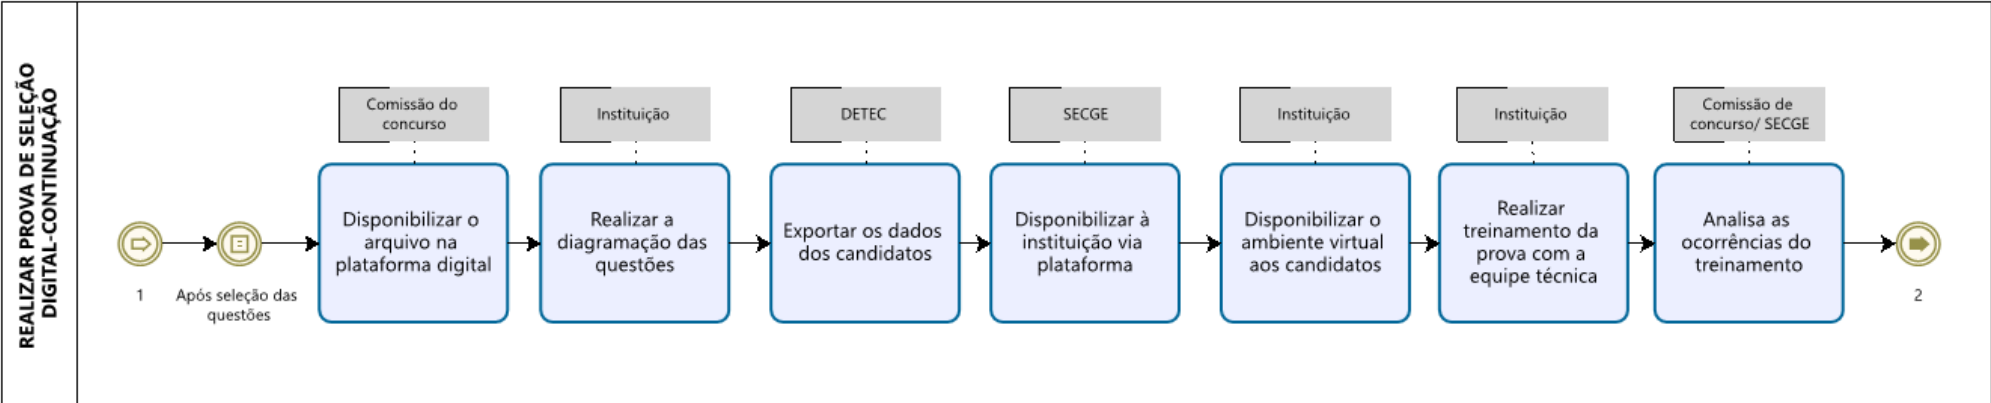 REALIZAR PROVA DE SELEÇÃO
DIGITAL-CONTINUAÇÃO
1
Após seleção das
questões
Comissão do
concurso
Disponibilizar o
arquivo na
plataforma digital
Instituição
Realizar a
diagramação das
questões
DETEC
Exportar os dados
dos candidatos
SECGE
Disponibilizar à
instituição via
plataforma
Instituição
Disponibilizar o
ambiente virtual
aos candidatos
Instituição
Realizar
treinamento da
prova com a
equipe técnica
Comissão de
concurso/ SECGE
Analisa as
ocorrências do
treinamento
2